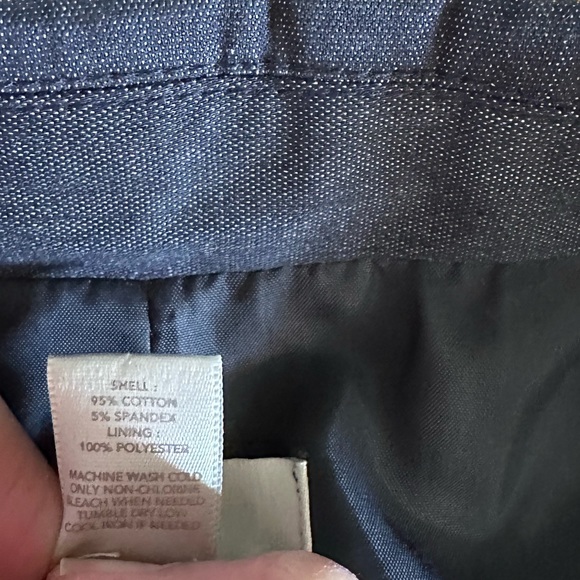 SHELL :
95% COTTON
5% SPANDEX
LINING :
100% POLYESTER
MACHINE WASH COLD
ONLY NON-CHLORINE
BLEACH WHEN NEEDED
TUMBLE DRY LOW
COOL IRON IF NEEDED